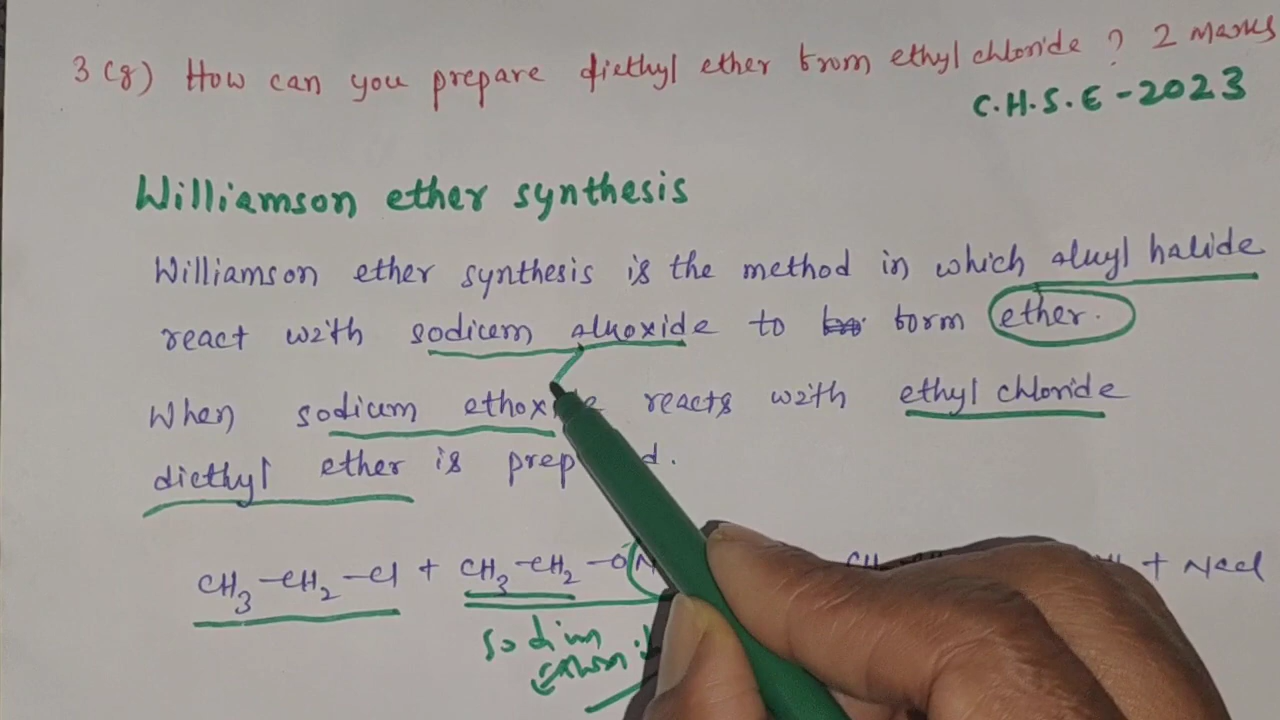 3(g) How can you prepare diethyl ether from ethyl chloride ? 2 Marks
C.H.S.E-2023
Williamson ether synthesis
Williamson ether synthesis is the method in which alkyl halide
react with sodium alkoxide to form ether.
When sodium reacts with ethyl chloride
diethyl ether is
CH3-CH2-Cl + CH3-CH2-O + NaCl
sodium